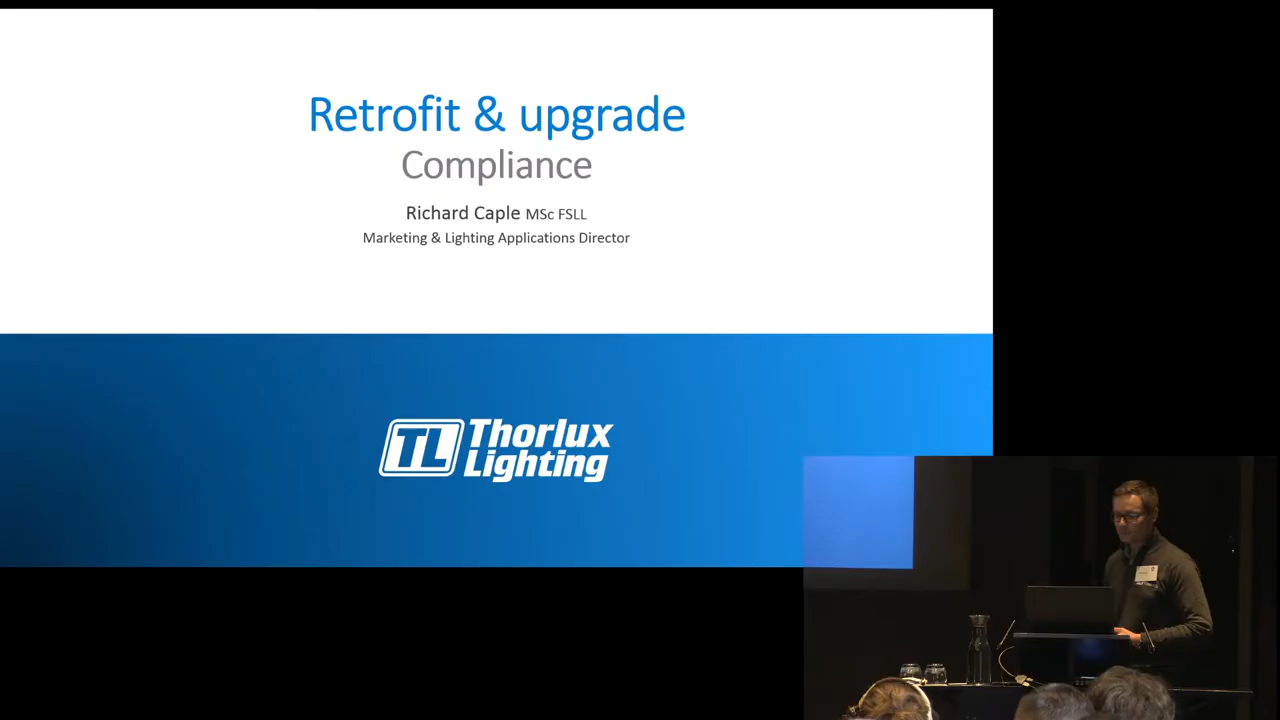 Retrofit & upgrade
Compliance
Richard Caple MSc FSLL
Marketing & Lighting Applications Director
TL Thorlux
Lighting